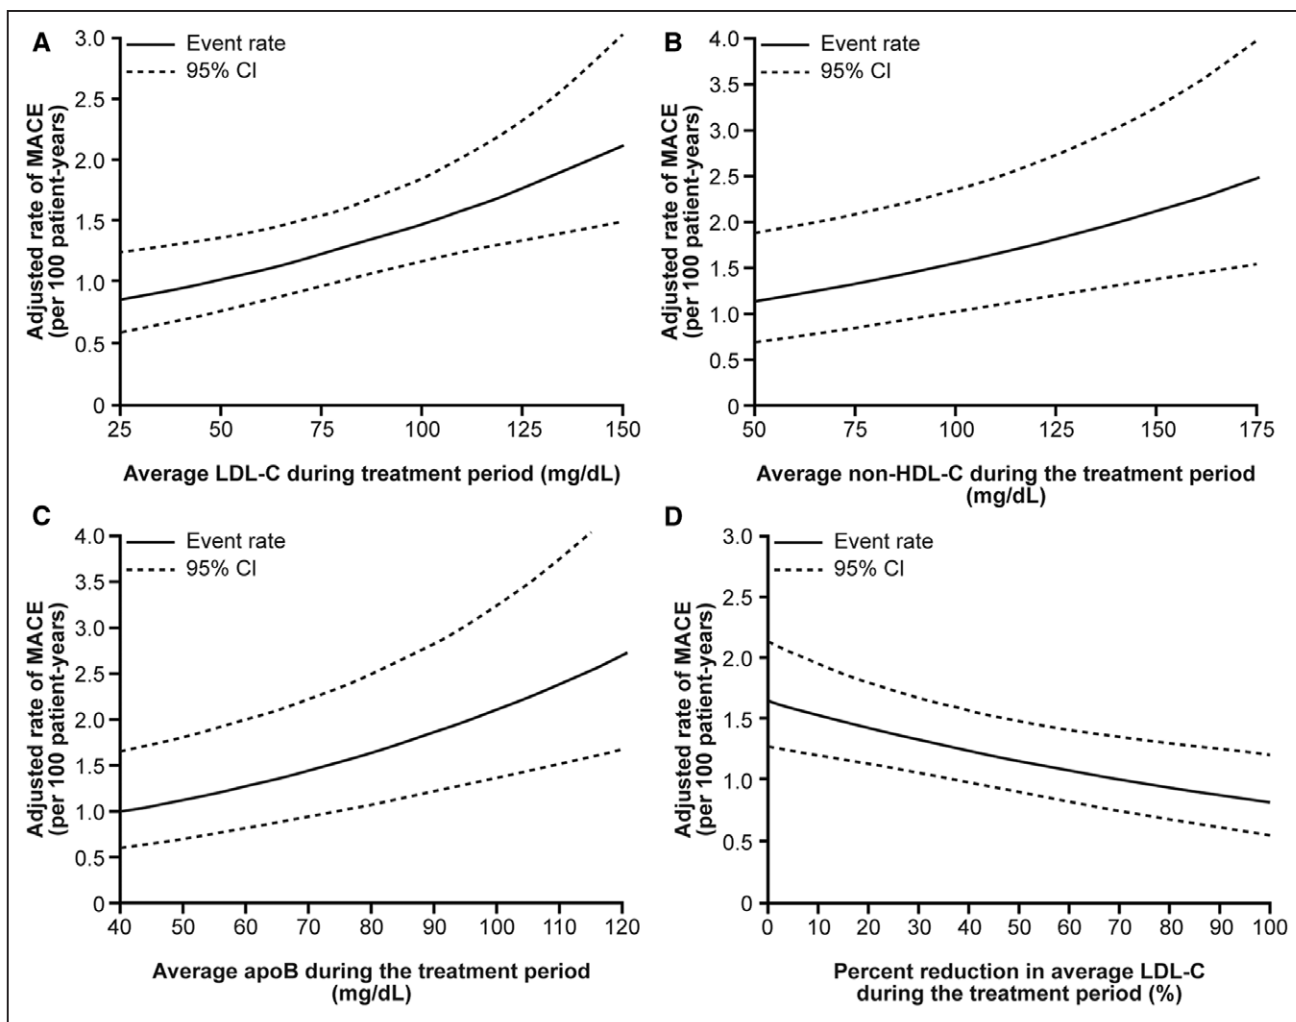 A
Adjusted rate of MACE
(per 100 patient-years)
3.0
2.5
2.0
1.5
1.0
0.5
0
Event rate
95% CI
25 50 75 100 125 150
Average LDL-C during treatment period (mg/dL)
B
Adjusted rate of MACE
(per 100 patient-years)
4.0
3.5
3.0
2.5
2.0
1.5
1.0
0.5
0
Event rate
95% CI
50 75 100 125 150 175
Average non-HDL-C during the treatment period
(mg/dL)
C
Adjusted rate of MACE
(per 100 patient-years)
4.0
3.5
3.0
2.5
2.0
1.5
1.0
0.5
0
Event rate
95% CI
40 50 60 70 80 90 100 110 120
Average apoB during the treatment period
(mg/dL)
D
Adjusted rate of MACE
(per 100 patient-years)
3.0
2.5
2.0
1.5
1.0
0.5
0
Event rate
95% CI
0 10 20 30 40 50 60 70 80 90 100
Percent reduction in average LDL-C
during the treatment period (%)